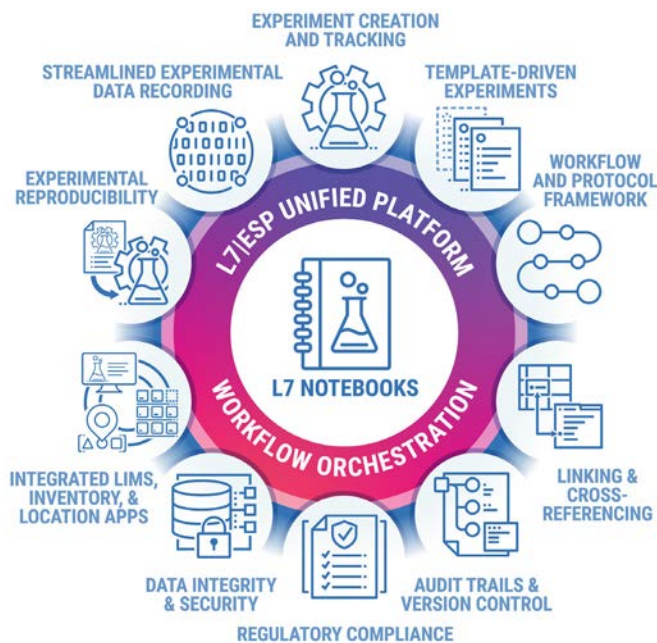 EXPERIMENT CREATION
AND TRACKING
STREAMLINED EXPERIMENTAL
DATA RECORDING
TEMPLATE-DRIVEN
EXPERIMENTS
EXPERIMENTAL
REPRODUCIBILITY
WORKFLOW
AND PROTOCOL
FRAMEWORK
L7|ESP UNIFIED PLATFORM
L7 NOTEBOOKS
WORKFLOW ORCHESTRATION
INTEGRATED LIMS,
INVENTORY, &
LOCATION APPS
LINKING &
CROSS-
REFERENCING
DATA INTEGRITY
& SECURITY
AUDIT TRAILS &
VERSION CONTROL
REGULATORY COMPLIANCE